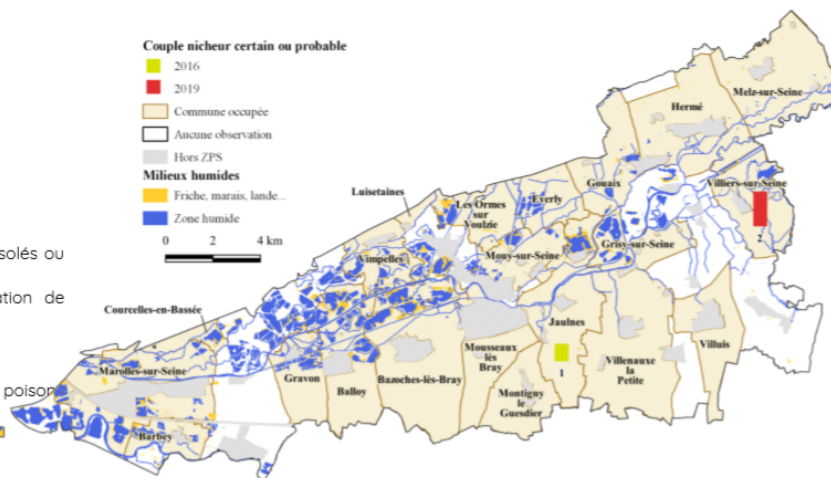 Couple nicheur certain ou probable
2016
2019
Commune occupée
Aucune observation
Hors ZPS
Milieux humides
Friche, marais, lande...
Zone humide
0 2 4 km
solés ou
ation de
poison
Melz-sur-Seine
Hermé
Gouaix
Villiers-sur-Seine
2
Luisetaines
Les Ormes
sur
Voulzie
Everly
Vimpelles
Mouy-sur-Seine
Grisy-sur-Seine
Courcelles-en-Bassée
Marolles-sur-Seine
Jaulnes
1
Mousseaux
lès
Bray
Villuis
Villenauxe
la
Petite
Gravon
Balloy
Bazoches-lès-Bray
Montigny
le
Guesdier
Barbey